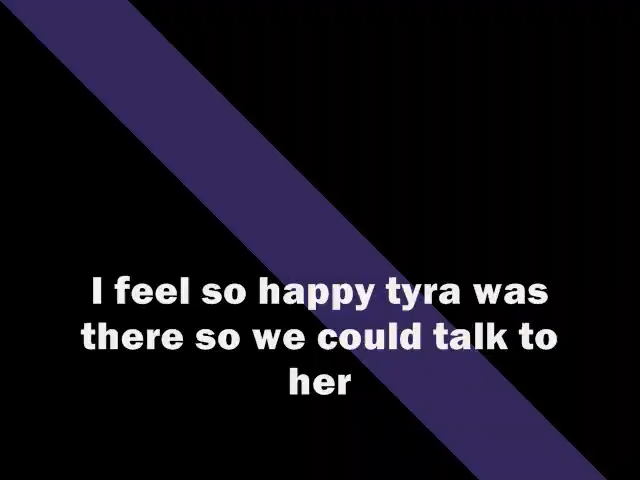 I feel so happy tyra was
there so we could talk to
her